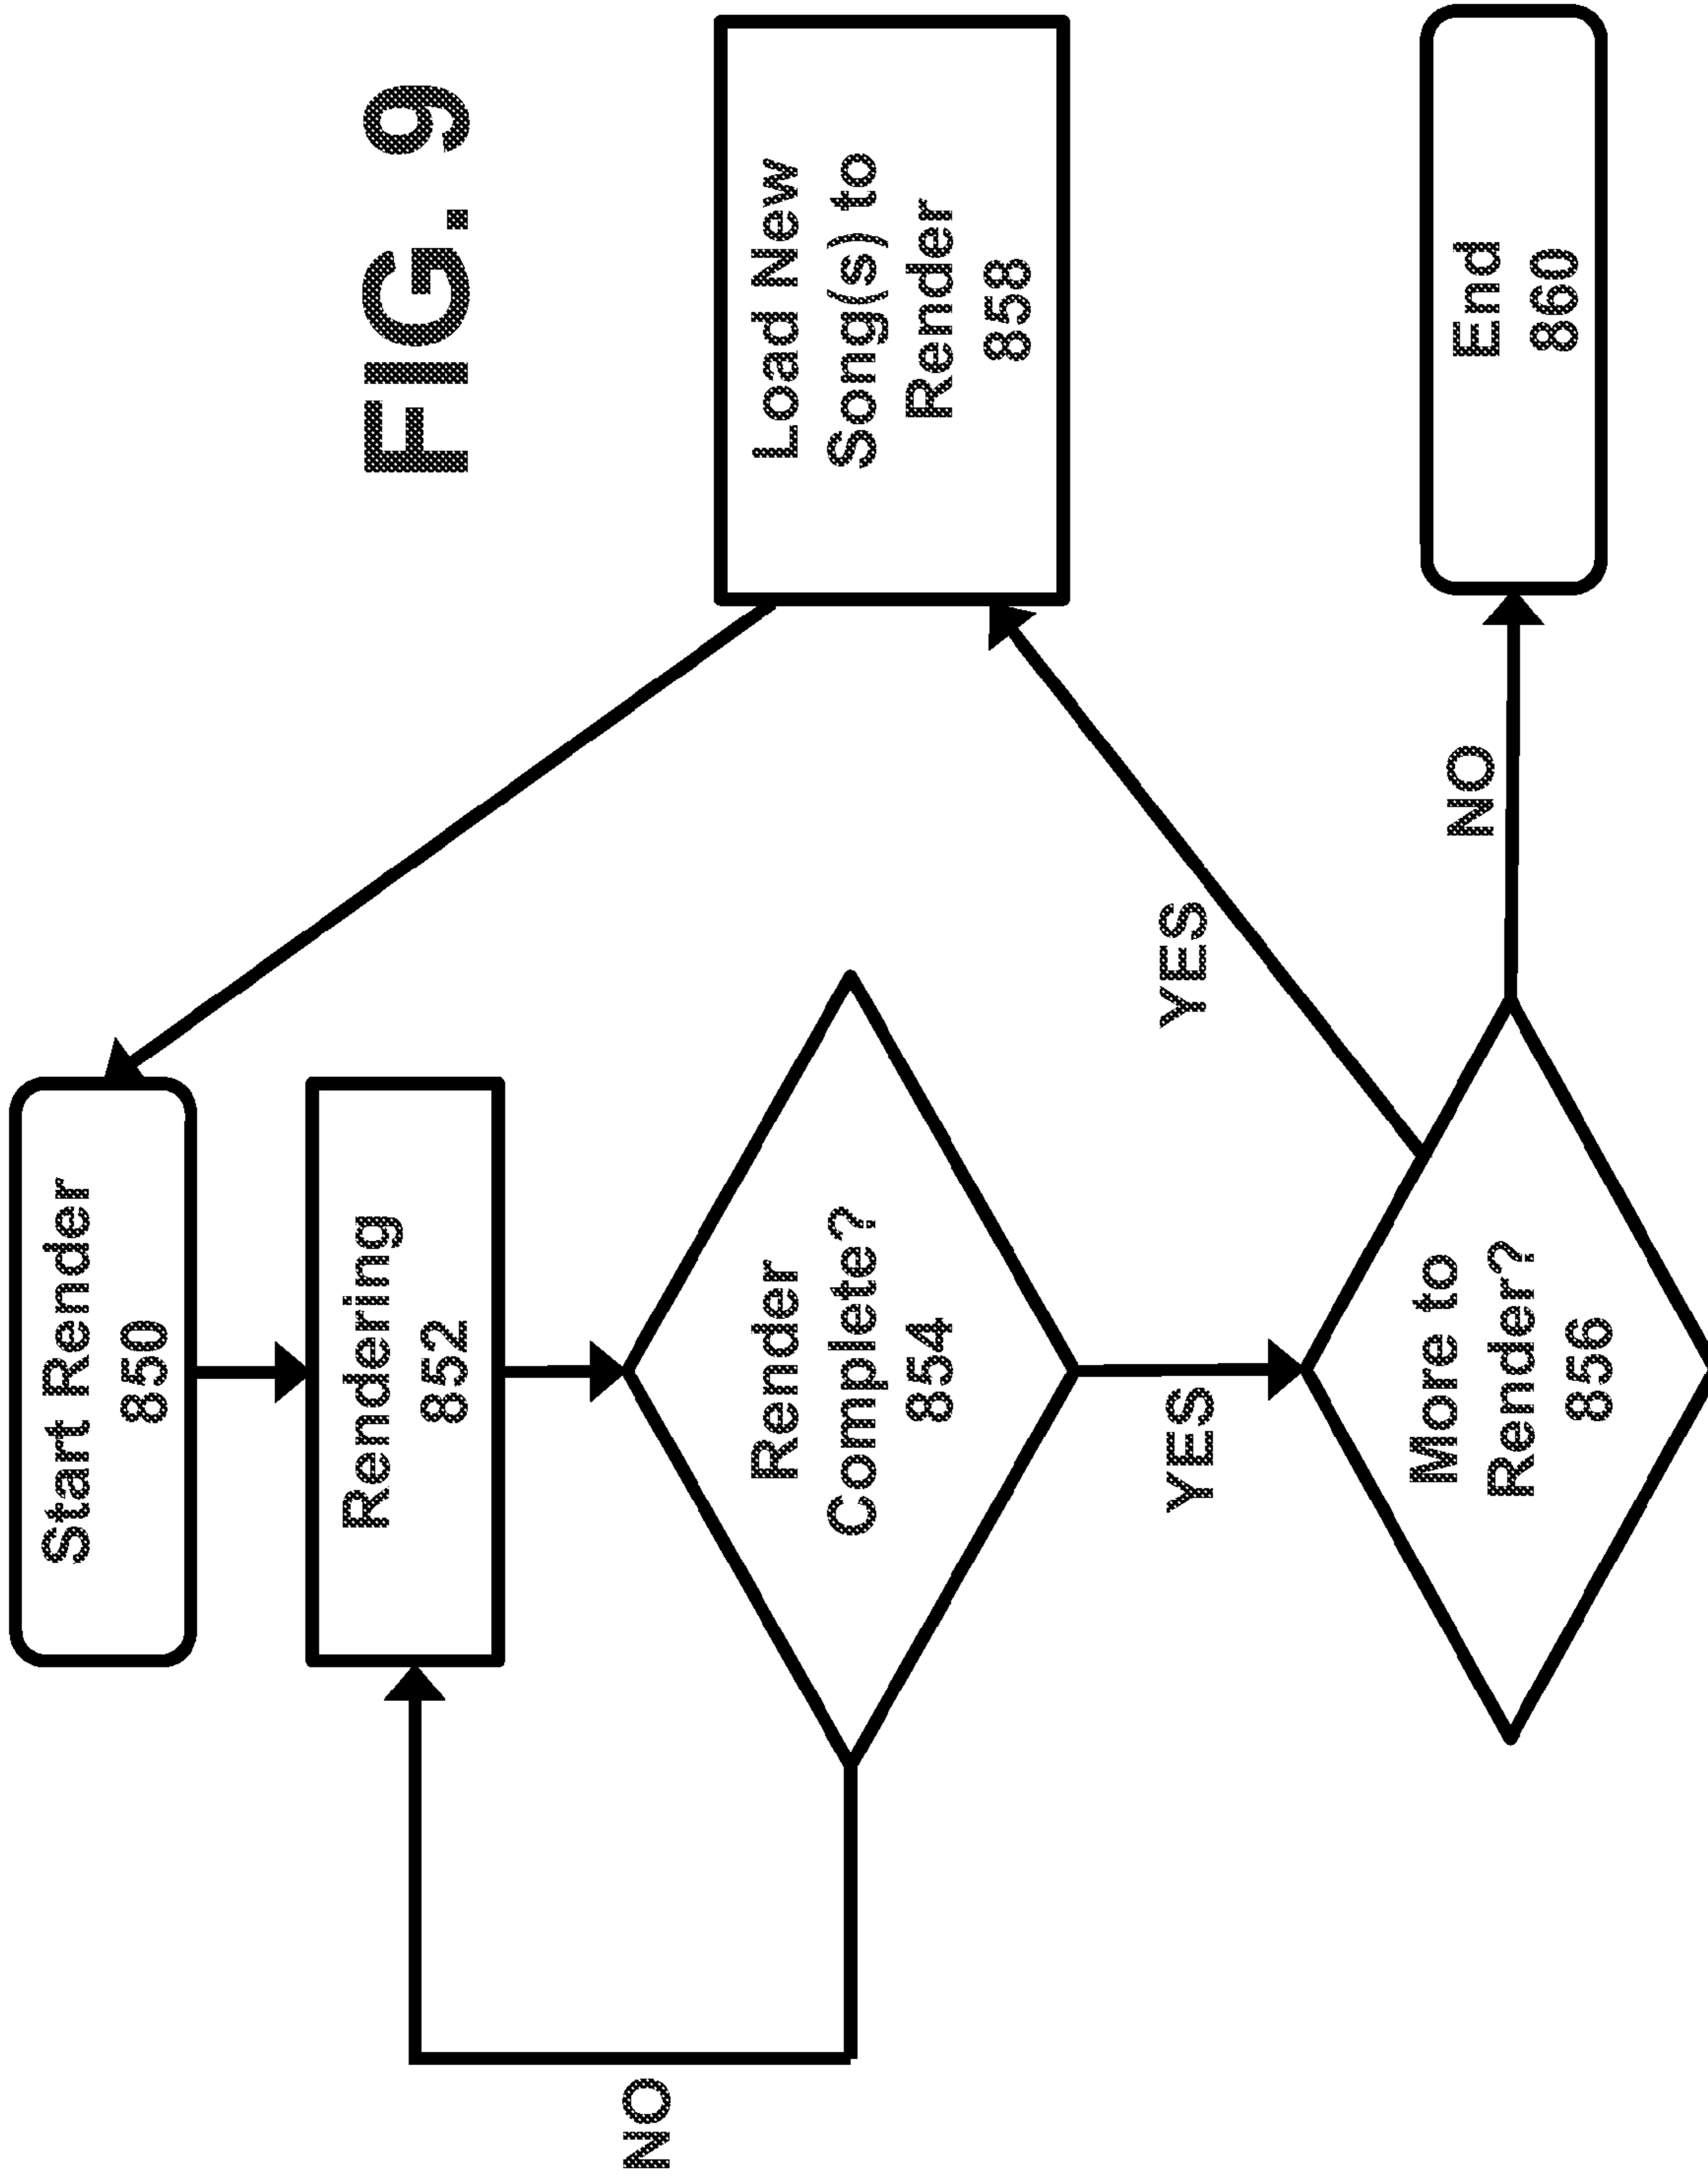 FIG. 9
Start Render
850
Rendering
852
NO
Render
Complete?
854
YES
More to
Render?
856
YES
Load New
Song(s) to
Render
858
NO
End
860